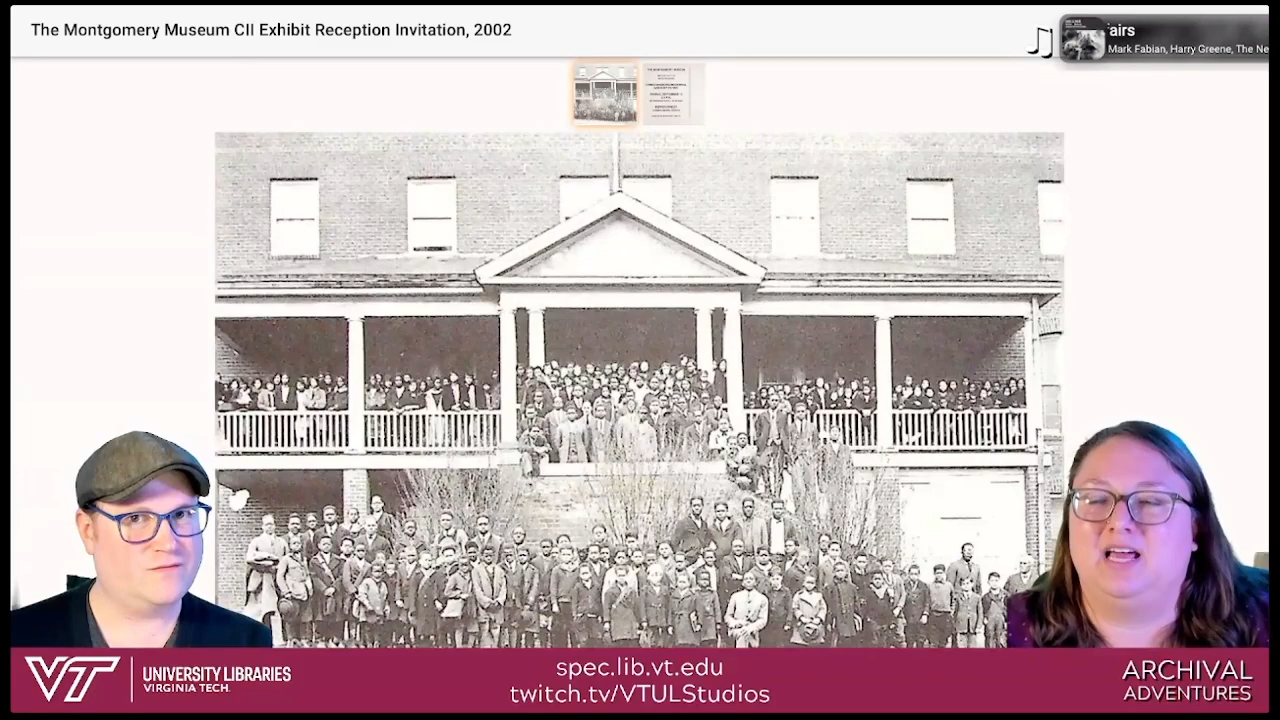 The Montgomery Museum CII Exhibit Reception Invitation, 2002
airs
Mark Fabian, Harry Greene, The Ne
VT
UNIVERSITY LIBRARIES
VIRGINIA TECH.
spec.lib.vt.edu
twitch.tv/VTULStudios
ARCHIVAL
ADVENTURES